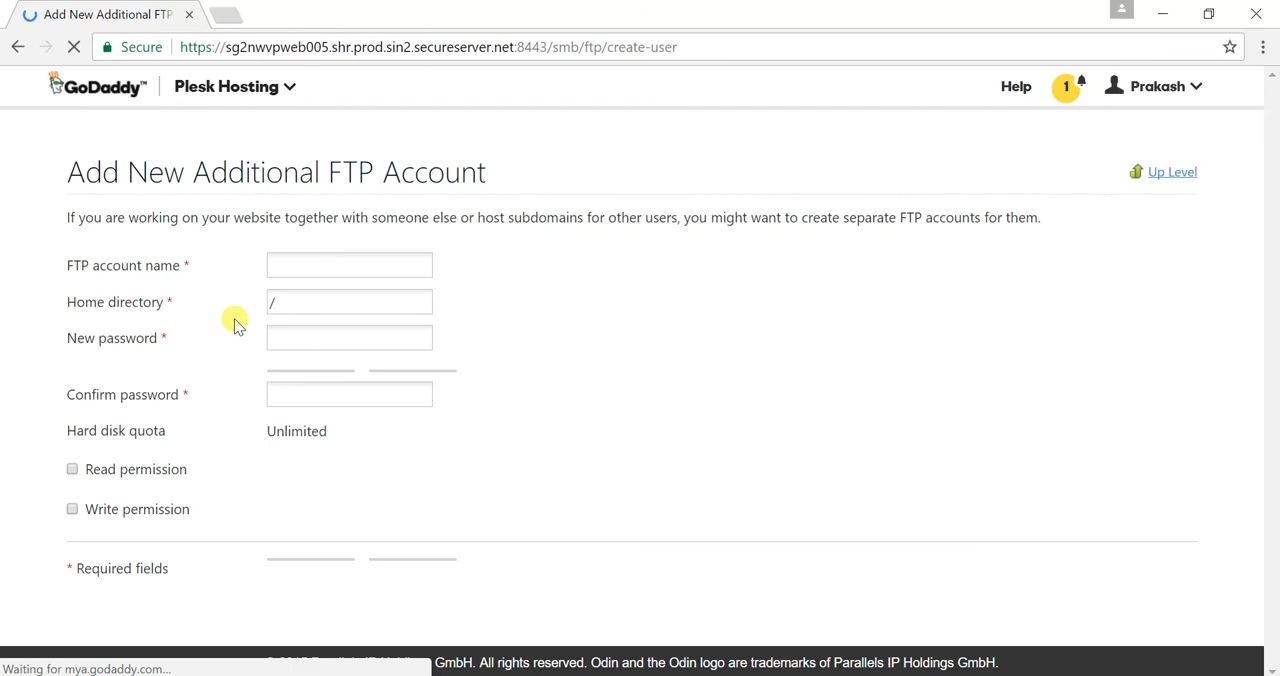 Add New Additional FTP
Secure https://sg2nwvpweb005.shr.prod.sin2.secureserver.net:8443/smb/ftp/create-user
GoDaddy™ Plesk Hosting Help 1 Prakash
Add New Additional FTP Account
Up Level
If you are working on your website together with someone else or host subdomains for other users, you might want to create separate FTP accounts for them.
FTP account name *
Home directory * /
New password *
Confirm password *
Hard disk quota Unlimited
Read permission
Write permission
* Required fields
GmbH. All rights reserved. Odin and the Odin logo are trademarks of Parallels IP Holdings GmbH.
Waiting for mya.godaddy.com...